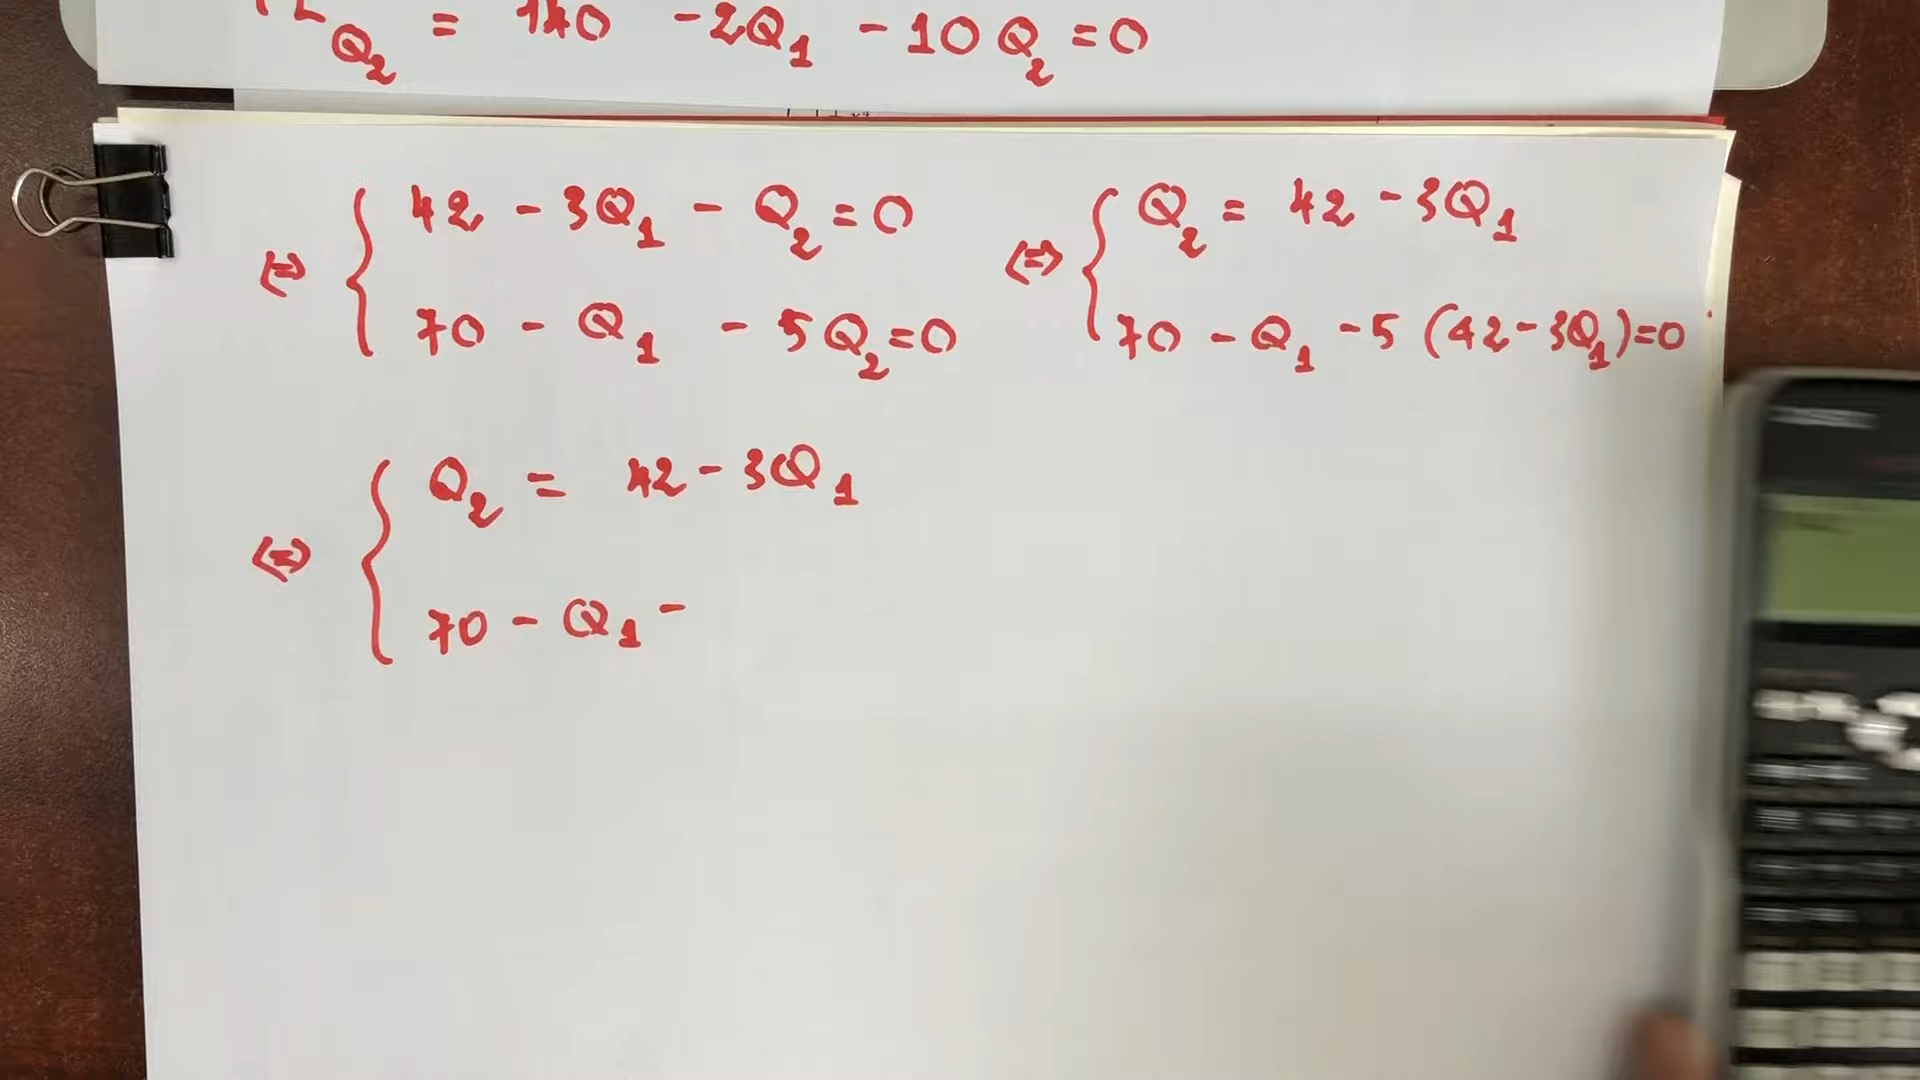 Q₂ = 140 - 2Q₁ - 10Q₂ = 0
⇔ { 42 - 3Q₁ - Q₂ = 0
70 - Q₁ - 5Q₂ = 0
⇔ { Q₂ = 42 - 3Q₁
70 - Q₁ - 5 (42 - 3Q₁) = 0
⇔ { Q₂ = 42 - 3Q₁
70 - Q₁ -